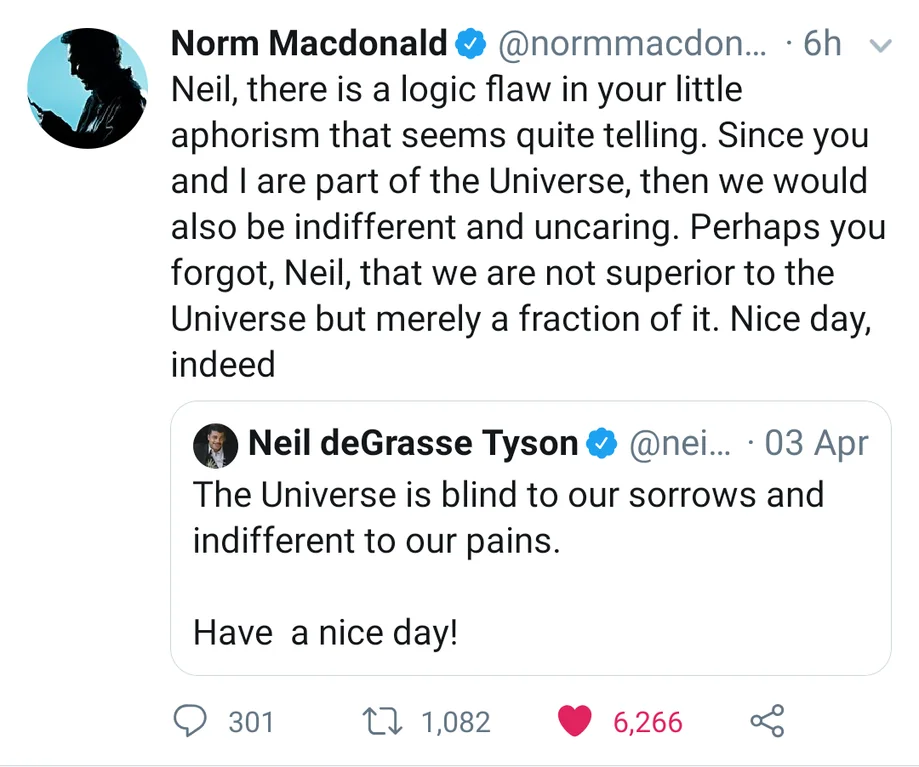 Norm Macdonald @normmacdon... · 6h
Neil, there is a logic flaw in your little
aphorism that seems quite telling. Since you
and I are part of the Universe, then we would
also be indifferent and uncaring. Perhaps you
forgot, Neil, that we are not superior to the
Universe but merely a fraction of it. Nice day,
indeed
Neil deGrasse Tyson @nei... · 03 Apr
The Universe is blind to our sorrows and
indifferent to our pains.
Have  a nice day!
301 1,082 6,266